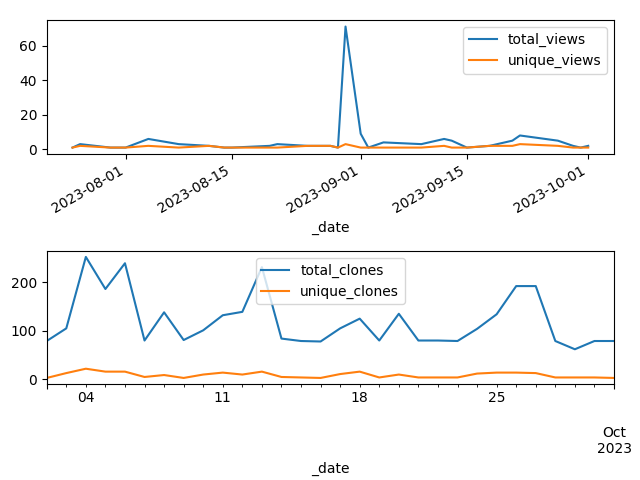 60
40
20
0
total_views
unique_views
2023-08-01
2023-08-15
2023-09-01
2023-09-15
2023-10-01
_date
200
100
0
total_clones
unique_clones
04
11
18
25
Oct
2023
_date